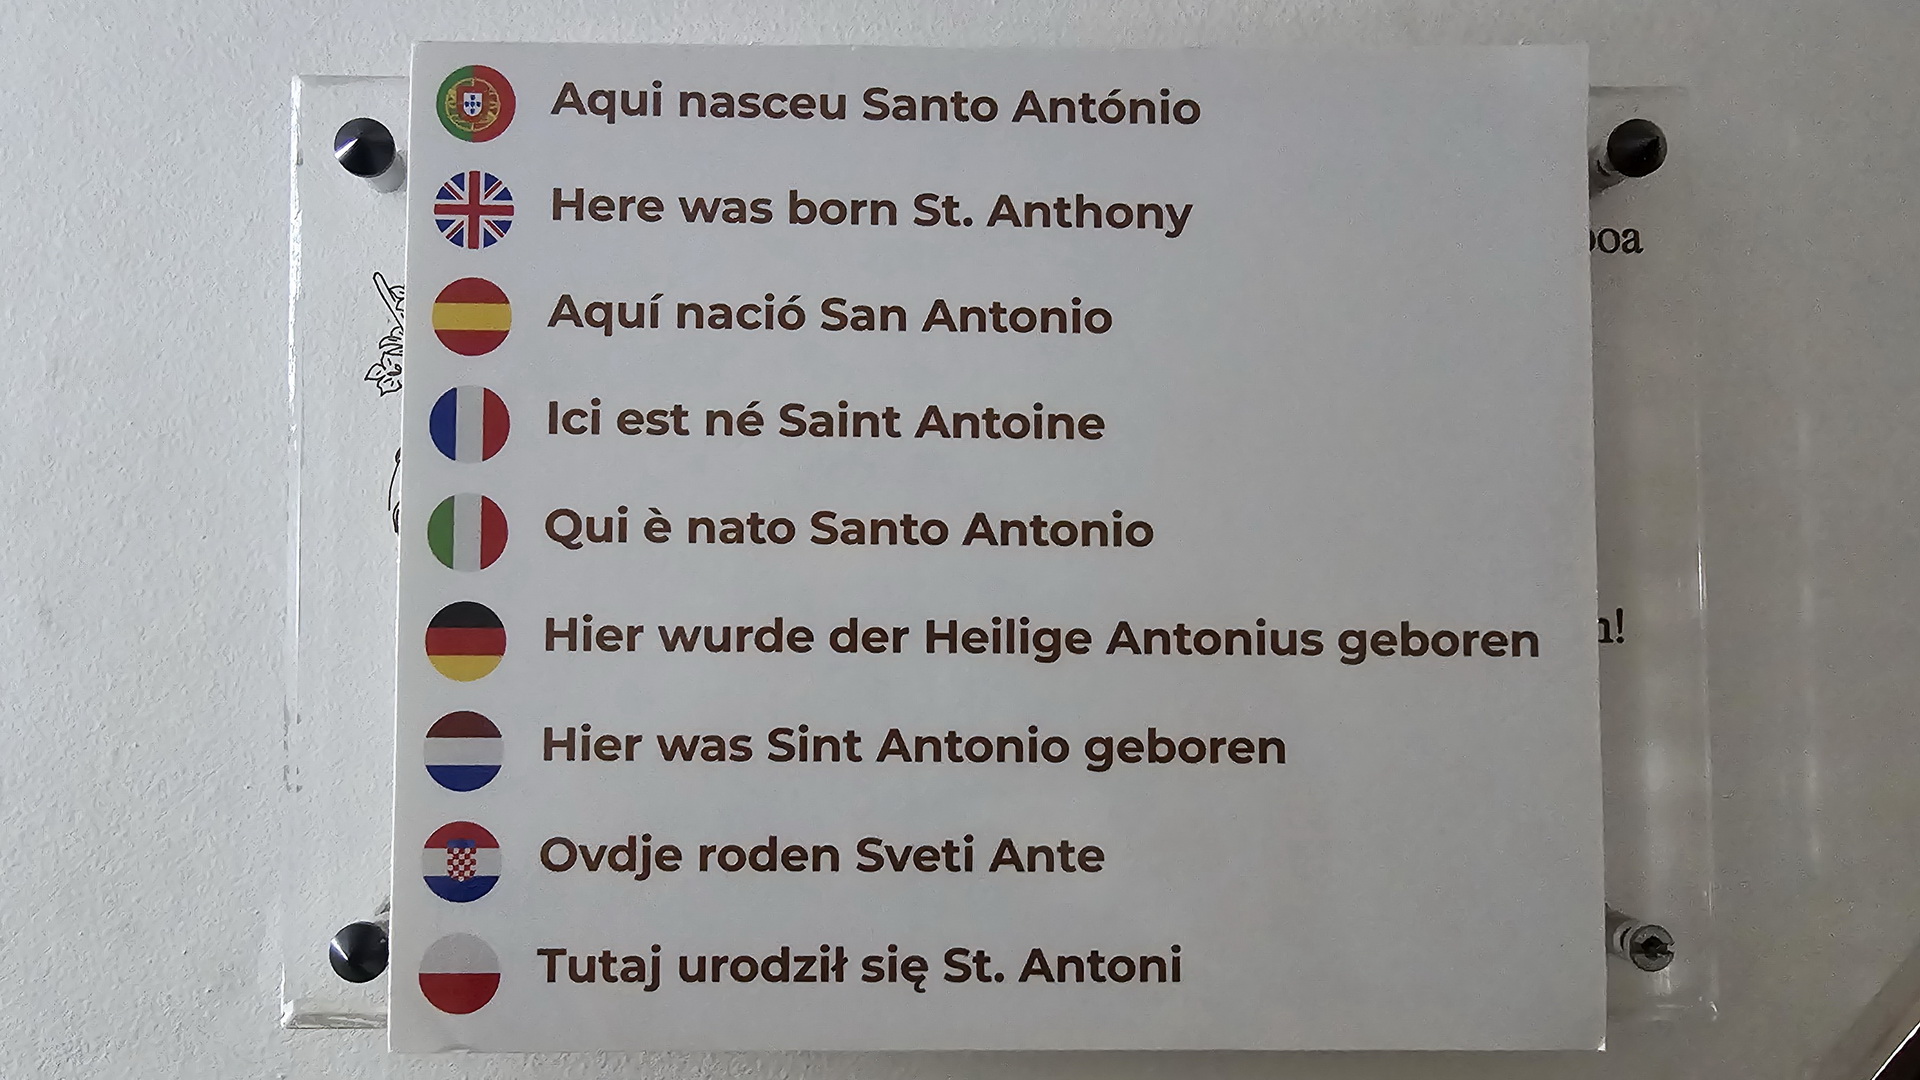 Aqui nasceu Santo António
Here was born St. Anthony
Aquí nació San Antonio
Ici est né Saint Antoine
Qui è nato Santo Antonio
Hier wurde der Heilige Antonius geboren
Hier was Sint Antonio geboren
Ovdje roden Sveti Ante
Tutaj urodził się St. Antoni